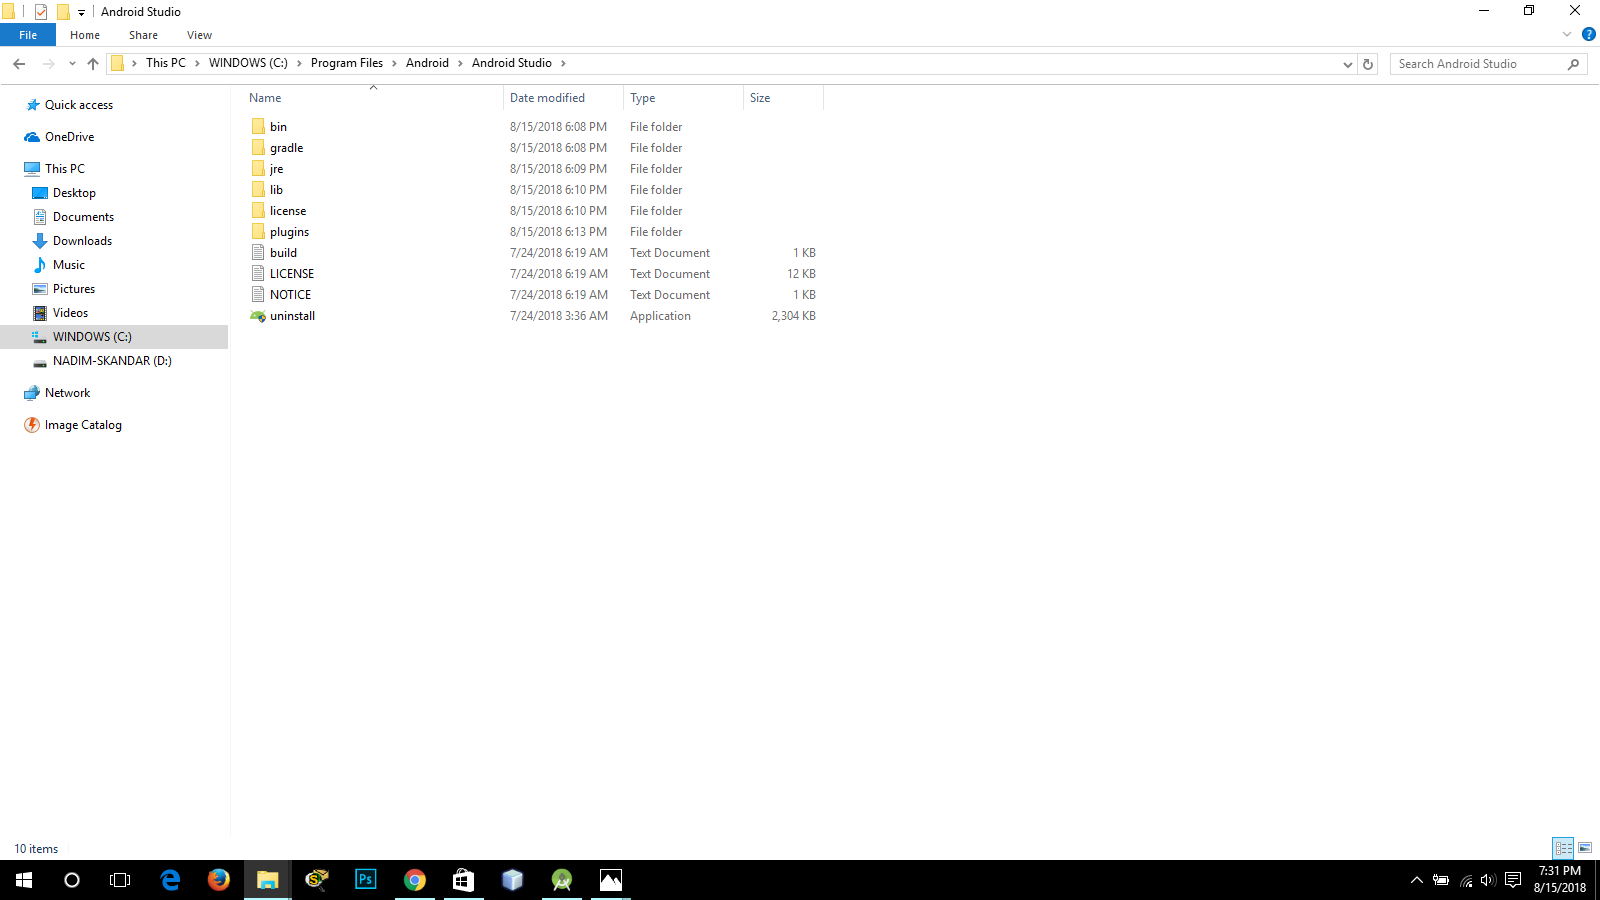 Android Studio
File Home Share View
This PC WINDOWS (C:) Program Files Android Android Studio
Search Android Studio
Name Date modified Type Size
Quick access
OneDrive
This PC
Desktop
Documents
Downloads
Music
Pictures
Videos
WINDOWS (C:)
NADIM-SKANDAR (D:)
Network
Image Catalog
bin 8/15/2018 6:08 PM File folder
gradle 8/15/2018 6:08 PM File folder
jre 8/15/2018 6:09 PM File folder
lib 8/15/2018 6:10 PM File folder
license 8/15/2018 6:10 PM File folder
plugins 8/15/2018 6:13 PM File folder
build 7/24/2018 6:19 AM Text Document 1 KB
LICENSE 7/24/2018 6:19 AM Text Document 12 KB
NOTICE 7/24/2018 6:19 AM Text Document 1 KB
uninstall 7/24/2018 3:36 AM Application 2,304 KB
10 items
Ps
7:31 PM
8/15/2018